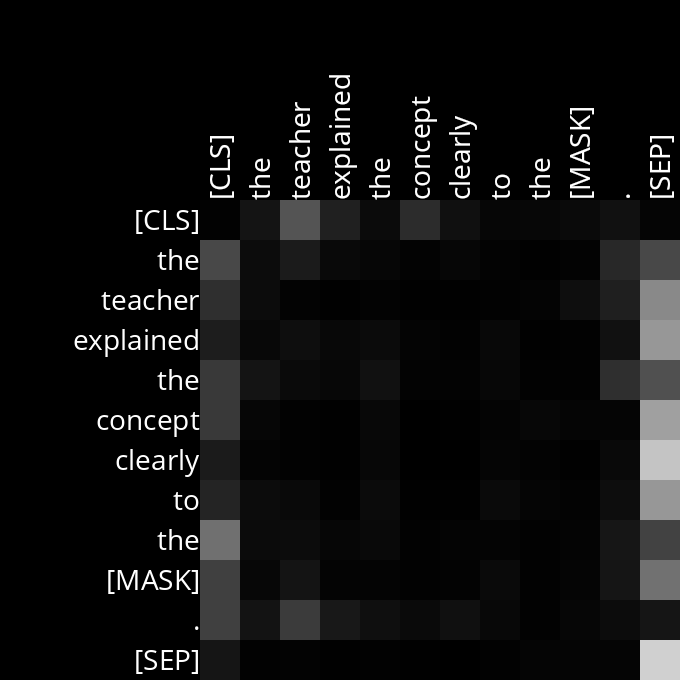 [CLS]
the
teacher
explained
the
concept
clearly
to
the
[MASK]
.
[SEP]
[CLS]
the
teacher
explained
the
concept
clearly
to
the
[MASK]
.
[SEP]